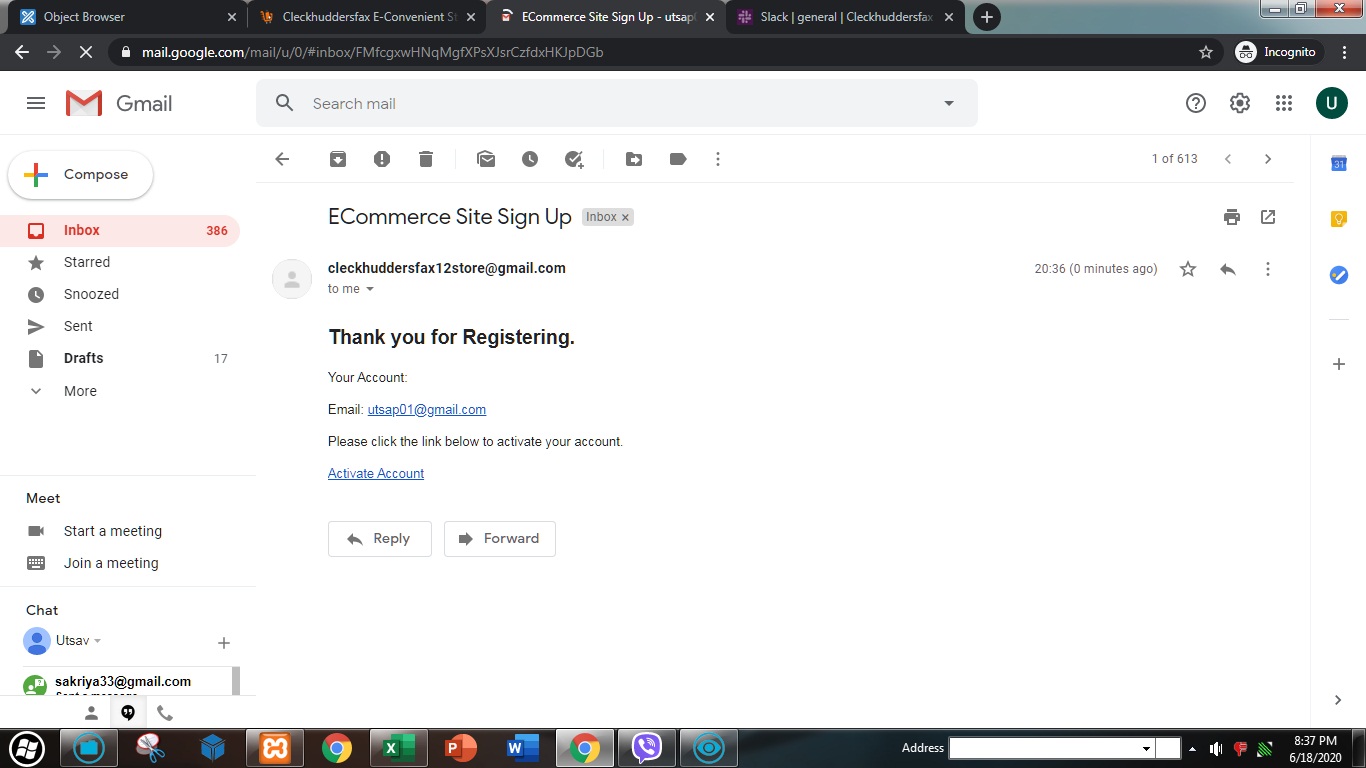 Object Browser
Cleckhuddersfax E-Convenient St
ECommerce Site Sign Up - utsap
Slack | general | Cleckhuddersfax
mail.google.com/mail/u/0/#inbox/FMfcgxwHNqMgfXPsXJsrCzfdxHKJpDGb
Incognito
Gmail
Search mail
U
Compose
1 of 613
31
ECommerce Site Sign Up
Inbox x
Inbox 386
Starred
Snoozed
Sent
Drafts 17
More
cleckhuddersfax12store@gmail.com
20:36 (0 minutes ago)
to me
Thank you for Registering.
Your Account:
Email: utsap01@gmail.com
Please click the link below to activate your account.
Activate Account
Reply
Forward
Meet
Start a meeting
Join a meeting
Chat
Utsav
sakriya33@gmail.com
Sent a message
Address
8:37 PM
6/18/2020